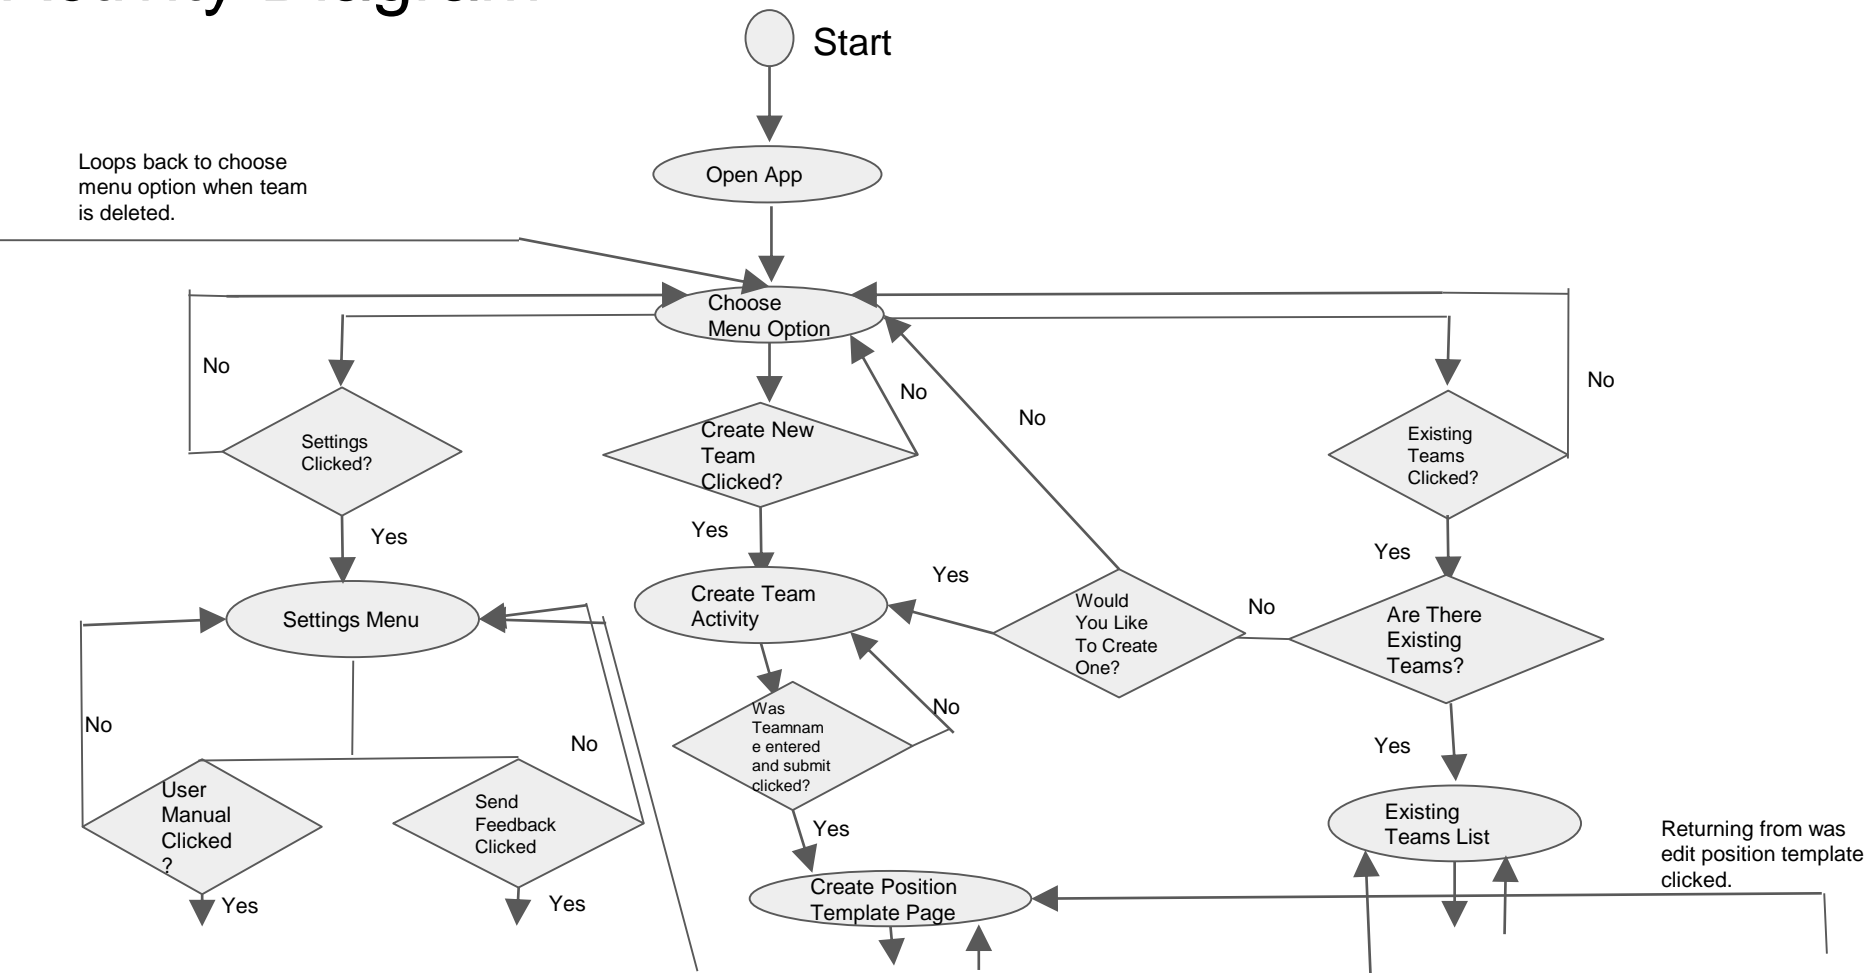 Activity Diagram
Start
Open App
Loops back to choose
menu option when team
is deleted.
Choose
Menu Option
No
No
No
No
Settings
Clicked?
Create New
Team
Clicked?
Existing
Teams
Clicked?
Yes
Yes
Yes
Settings Menu
Create Team
Activity
Yes
Would
You Like
To Create
One?
No
Are There
Existing
Teams?
No
No
No
Was
Teamnam
e entered
and submit
clicked?
Yes
User
Manual
Clicked
?
Send
Feedback
Clicked
Yes
Existing
Teams List
Returning from was
edit position template
clicked.
Yes
Yes
Create Position
Template Page